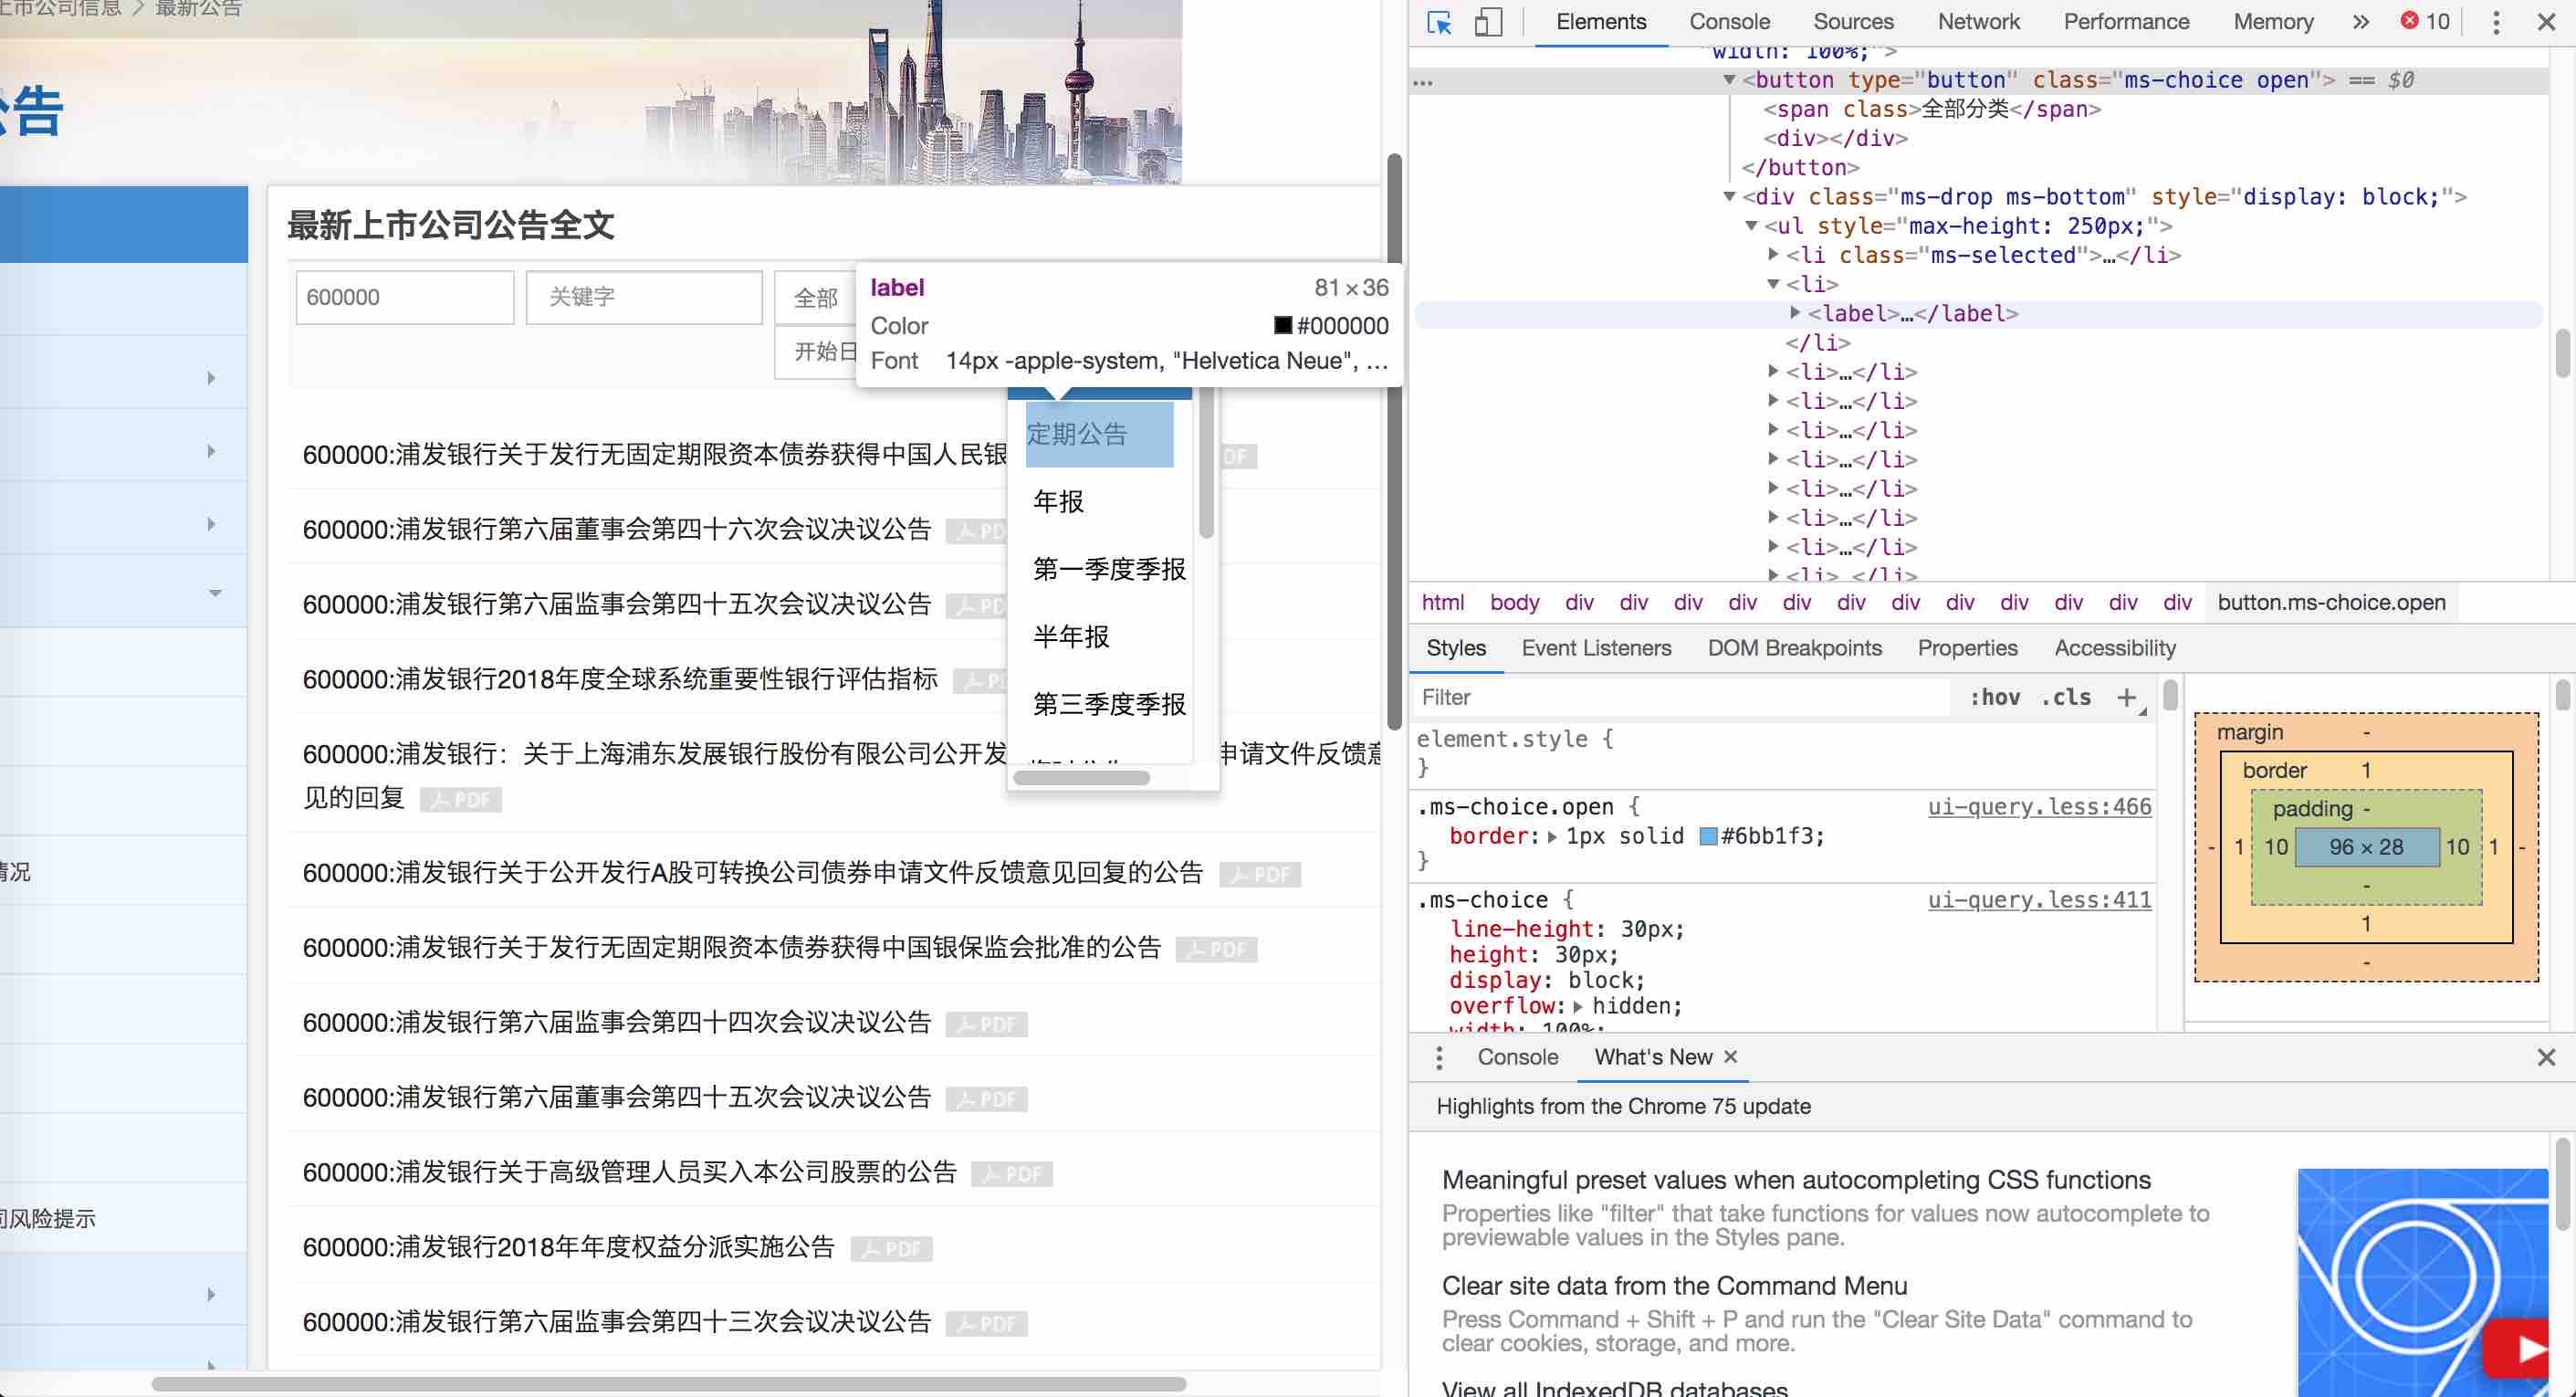 上市公司信息 > 最新公告
公告
最新上市公司公告全文
600000
关键字
全部
开始日
label 81×36
Color #000000
Font 14px -apple-system, "Helvetica Neue", …
定期公告
年报
第一季度季报
半年报
第三季度季报
600000:浦发银行关于发行无固定期限资本债券获得中国人民银 DF
600000:浦发银行第六届董事会第四十六次会议决议公告 PD
600000:浦发银行第六届监事会第四十五次会议决议公告 PD
600000:浦发银行2018年度全球系统重要性银行评估指标 PD
600000:浦发银行：关于上海浦东发展银行股份有限公司公开发 申请文件反馈意
见的回复 PDF
600000:浦发银行关于公开发行A股可转换公司债券申请文件反馈意见回复的公告 PDF
600000:浦发银行关于发行无固定期限资本债券获得中国银保监会批准的公告 PDF
600000:浦发银行第六届监事会第四十四次会议决议公告 PDF
600000:浦发银行第六届董事会第四十五次会议决议公告 PDF
600000:浦发银行关于高级管理人员买入本公司股票的公告 PDF
600000:浦发银行2018年年度权益分派实施公告 PDF
600000:浦发银行第六届监事会第四十三次会议决议公告 PDF
情况
司风险提示
Elements Console Sources Network Performance Memory » 10
"width: 100%;">
… <button type="button" class="ms-choice open"> == $0
<span class>全部分类</span>
<div></div>
</button>
<div class="ms-drop ms-bottom" style="display: block;">
<ul style="max-height: 250px;">
<li class="ms-selected">…</li>
<li>
<label>…</label>
</li>
<li>…</li>
<li>…</li>
<li>…</li>
<li>…</li>
<li>…</li>
<li>…</li>
<li>…</li>
<li>…</li>
html body div div div div div div div div div div div div button.ms-choice.open
Styles Event Listeners DOM Breakpoints Properties Accessibility
Filter :hov .cls +
element.style {
}
.ms-choice.open { ui-query.less:466
border: 1px solid #6bb1f3;
}
.ms-choice { ui-query.less:411
line-height: 30px;
height: 30px;
display: block;
overflow: hidden;
width: 100%;
margin -
border 1
padding -
- 1 10 96 × 28 10 1 -
-
1
-
Console What's New ×
Highlights from the Chrome 75 update
Meaningful preset values when autocompleting CSS functions
Properties like "filter" that take functions for values now autocomplete to
previewable values in the Styles pane.
Clear site data from the Command Menu
Press Command + Shift + P and run the "Clear Site Data" command to
clear cookies, storage, and more.
View all IndexedDB databases